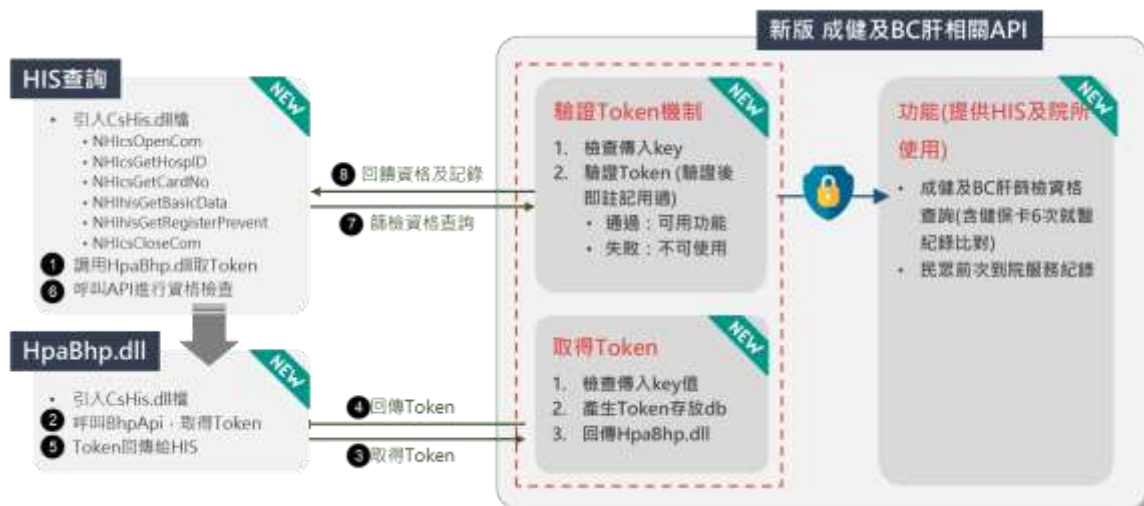 新版 成健及BC肝相關API
HIS查詢
NEW
• 引入CsHis.dll檔
• NHIcsOpenCom
• NHIcsGetHospID
• NHIcsGetCardNo
• NHIhisGetBasicData
• NHIhisGetRegisterPrevent
• NHIcsCloseCom
1 調用HpaBhp.dll取Token
6 呼叫API進行資格檢查
HpaBhp.dll
NEW
• 引入CsHis.dll檔
2 呼叫BhpApi，取得Token
5 Token回傳給HIS
8 回饋資格及記錄
7 篩檢資格查詢
4 回傳Token
3 取得Token
驗證Token機制
NEW
1. 檢查傳入key
2. 驗證Token (驗證後
即註記用過)
• 通過：可用功能
• 失敗：不可使用
取得Token
NEW
1. 檢查傳入key值
2. 產生Token存放db
3. 回傳HpaBhp.dll
功能(提供HIS及院所
使用)
NEW
• 成健及BC肝篩檢資格
查詢(含健保卡6次就醫
紀錄比對)
• 民眾前次到院服務紀錄